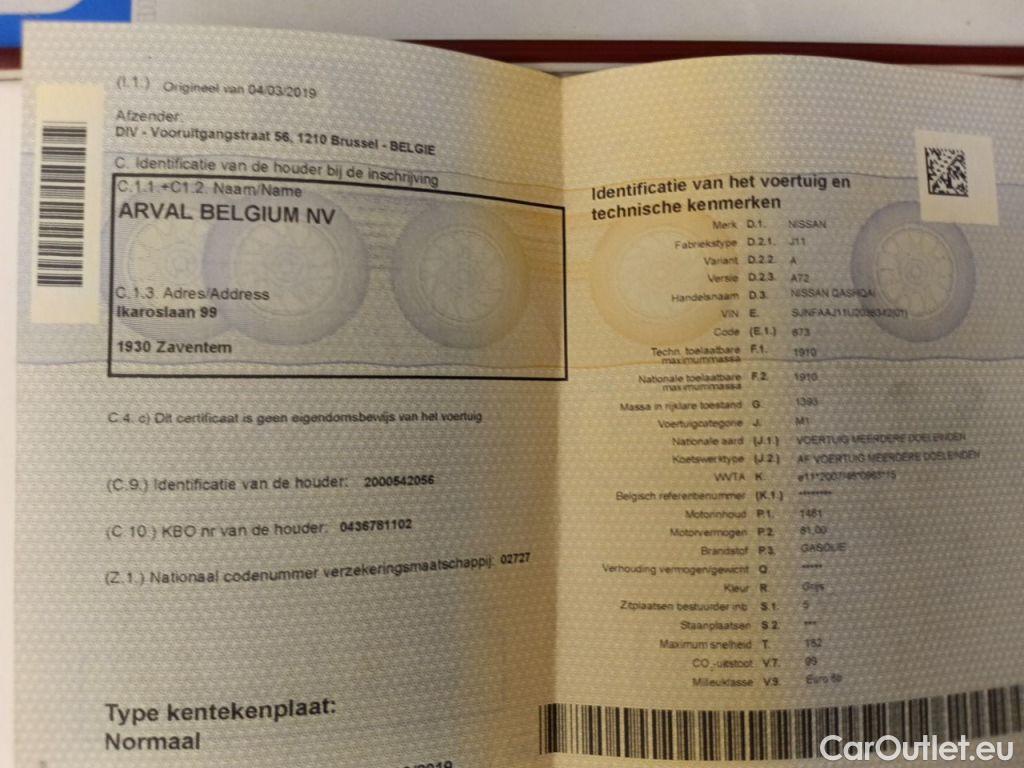 (I.1.) Origineel van 04/03/2019
Afzender:
DIV - Vooruitgangstraat 56, 1210 Brussel - BELGIE
C. Identificatie van de houder bij de inschrijving
C.1.1.+C1.2. Naam/Name
ARVAL BELGIUM NV
C.1.3. Adres/Address
Ikaroslaan 99
1930 Zaventem
C.4. c) Dit certificaat is geen eigendomsbewijs van het voertuig
(C.9.) Identificatie van de houder: 2000542056
(C.10.) KBO nr van de houder: 0436781102
(Z.1.) Nationaal codenummer verzekeringsmaatschappij: 02727
Type kentekenplaat:
Normaal
Identificatie van het voertuig en
technische kenmerken
Merk D.1. NISSAN
Fabriekstype D.2.1. J11
Variant D.2.2. A
Versie D.2.3. A72
Handelsnaam D.3. NISSAN QASHQAI
VIN E.
Code (E.1.) 673
Techn. toelaatbare maximummassa F.1. 1910
Nationale toelaatbare maximummassa F.2. 1910
Massa in rijklare toestand G. 1393
Voertuigcategorie J. M1
Nationale aard (J.1.) VOERTUIG MEERDERE DOELEINDEN
Koetswerktype (J.2.) AF VOERTUIG MEERDERE DOELEINDEN
WVTA K. e11*2007/46*0963*15
Belgisch referentienummer (K.1.) ********
Motorinhoud P.1. 1461
Motorvermogen P.2. 81,00
Brandstof P.3. GASOLIE
Verhouding vermogen/gewicht Q. *****
Kleur R. Grijs
Zitplaatsen bestuurder inb S.1. 5
Staanplaatsen S.2. ***
Maximum snelheid T. 182
CO₂-uitstoot V.7. 99
Milieuklasse V.9. Euro 6b
CarOutlet.eu